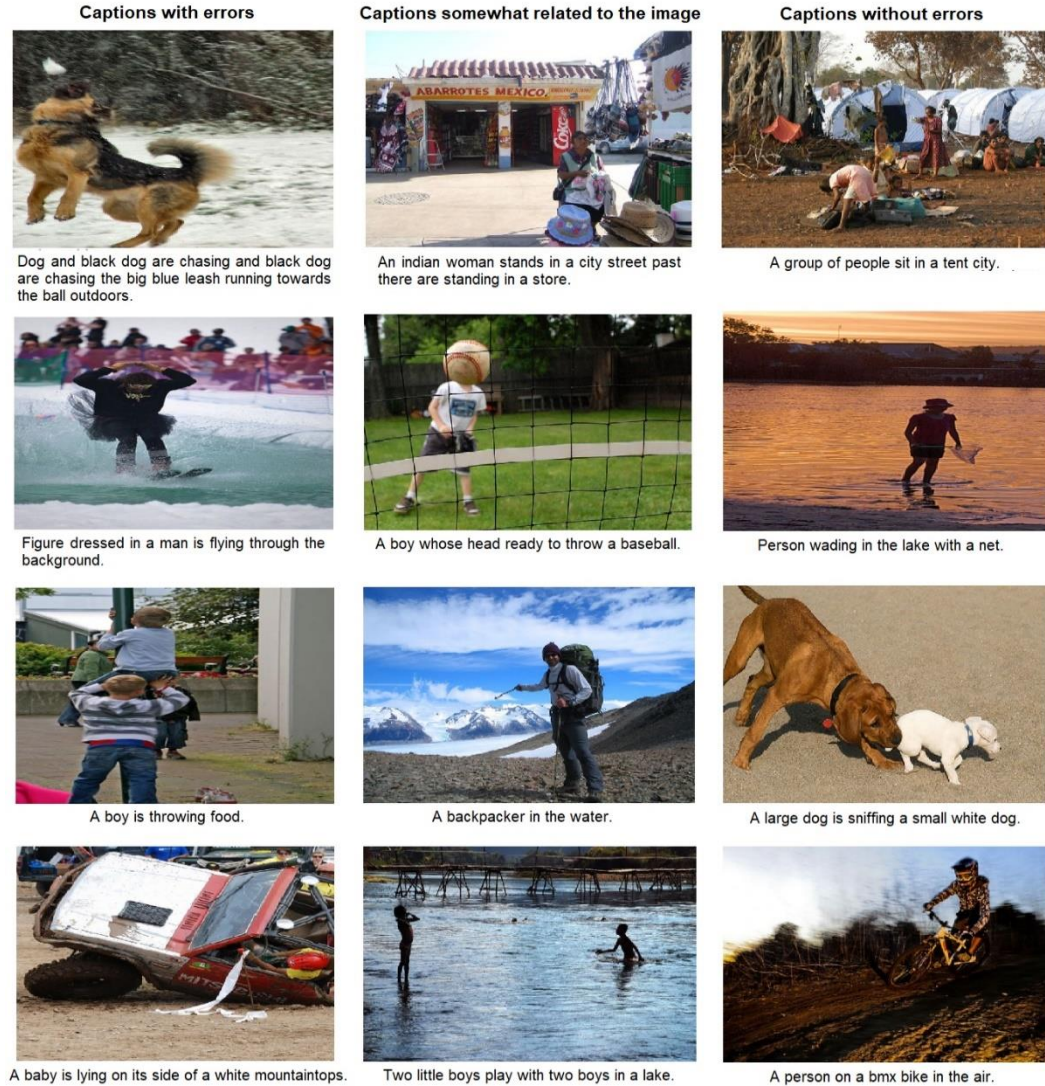 Captions with errors
Captions somewhat related to the image
Captions without errors
ABARROTES MEXICO
COKE
Dog and black dog are chasing and black dog
are chasing the big blue leash running towards
the ball outdoors.
An indian woman stands in a city street past
there are standing in a store.
A group of people sit in a tent city.
Figure dressed in a man is flying through the
background.
A boy whose head ready to throw a baseball.
Person wading in the lake with a net.
A boy is throwing food.
A backpacker in the water.
A large dog is sniffing a small white dog.
A baby is lying on its side of a white mountaintops.
Two little boys play with two boys in a lake.
A person on a bmx bike in the air.